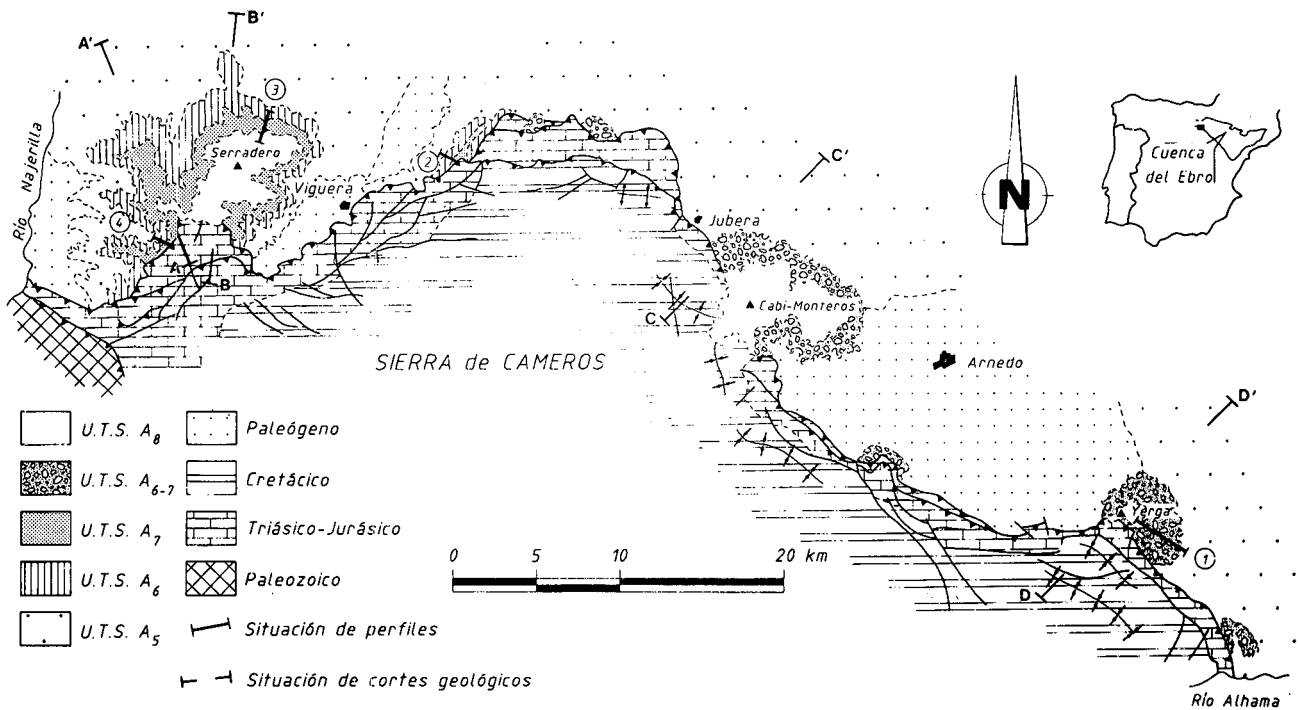 A'
B'
3
Serradero
Río Najerilla
4
A
B
Viguera
2
Jubera
C'
C
Cabi-Monteros
Arnedo
D'
D
Yerga
1
Río Alhama
SIERRA de CAMEROS
N
Cuenca
del Ebro
U.T.S. A8
U.T.S. A6-7
U.T.S. A7
U.T.S. A6
U.T.S. A5
Paleógeno
Cretácico
Triásico-Jurásico
Paleozoico
Situación de perfiles
Situación de cortes geológicos
0 5 10 20 km